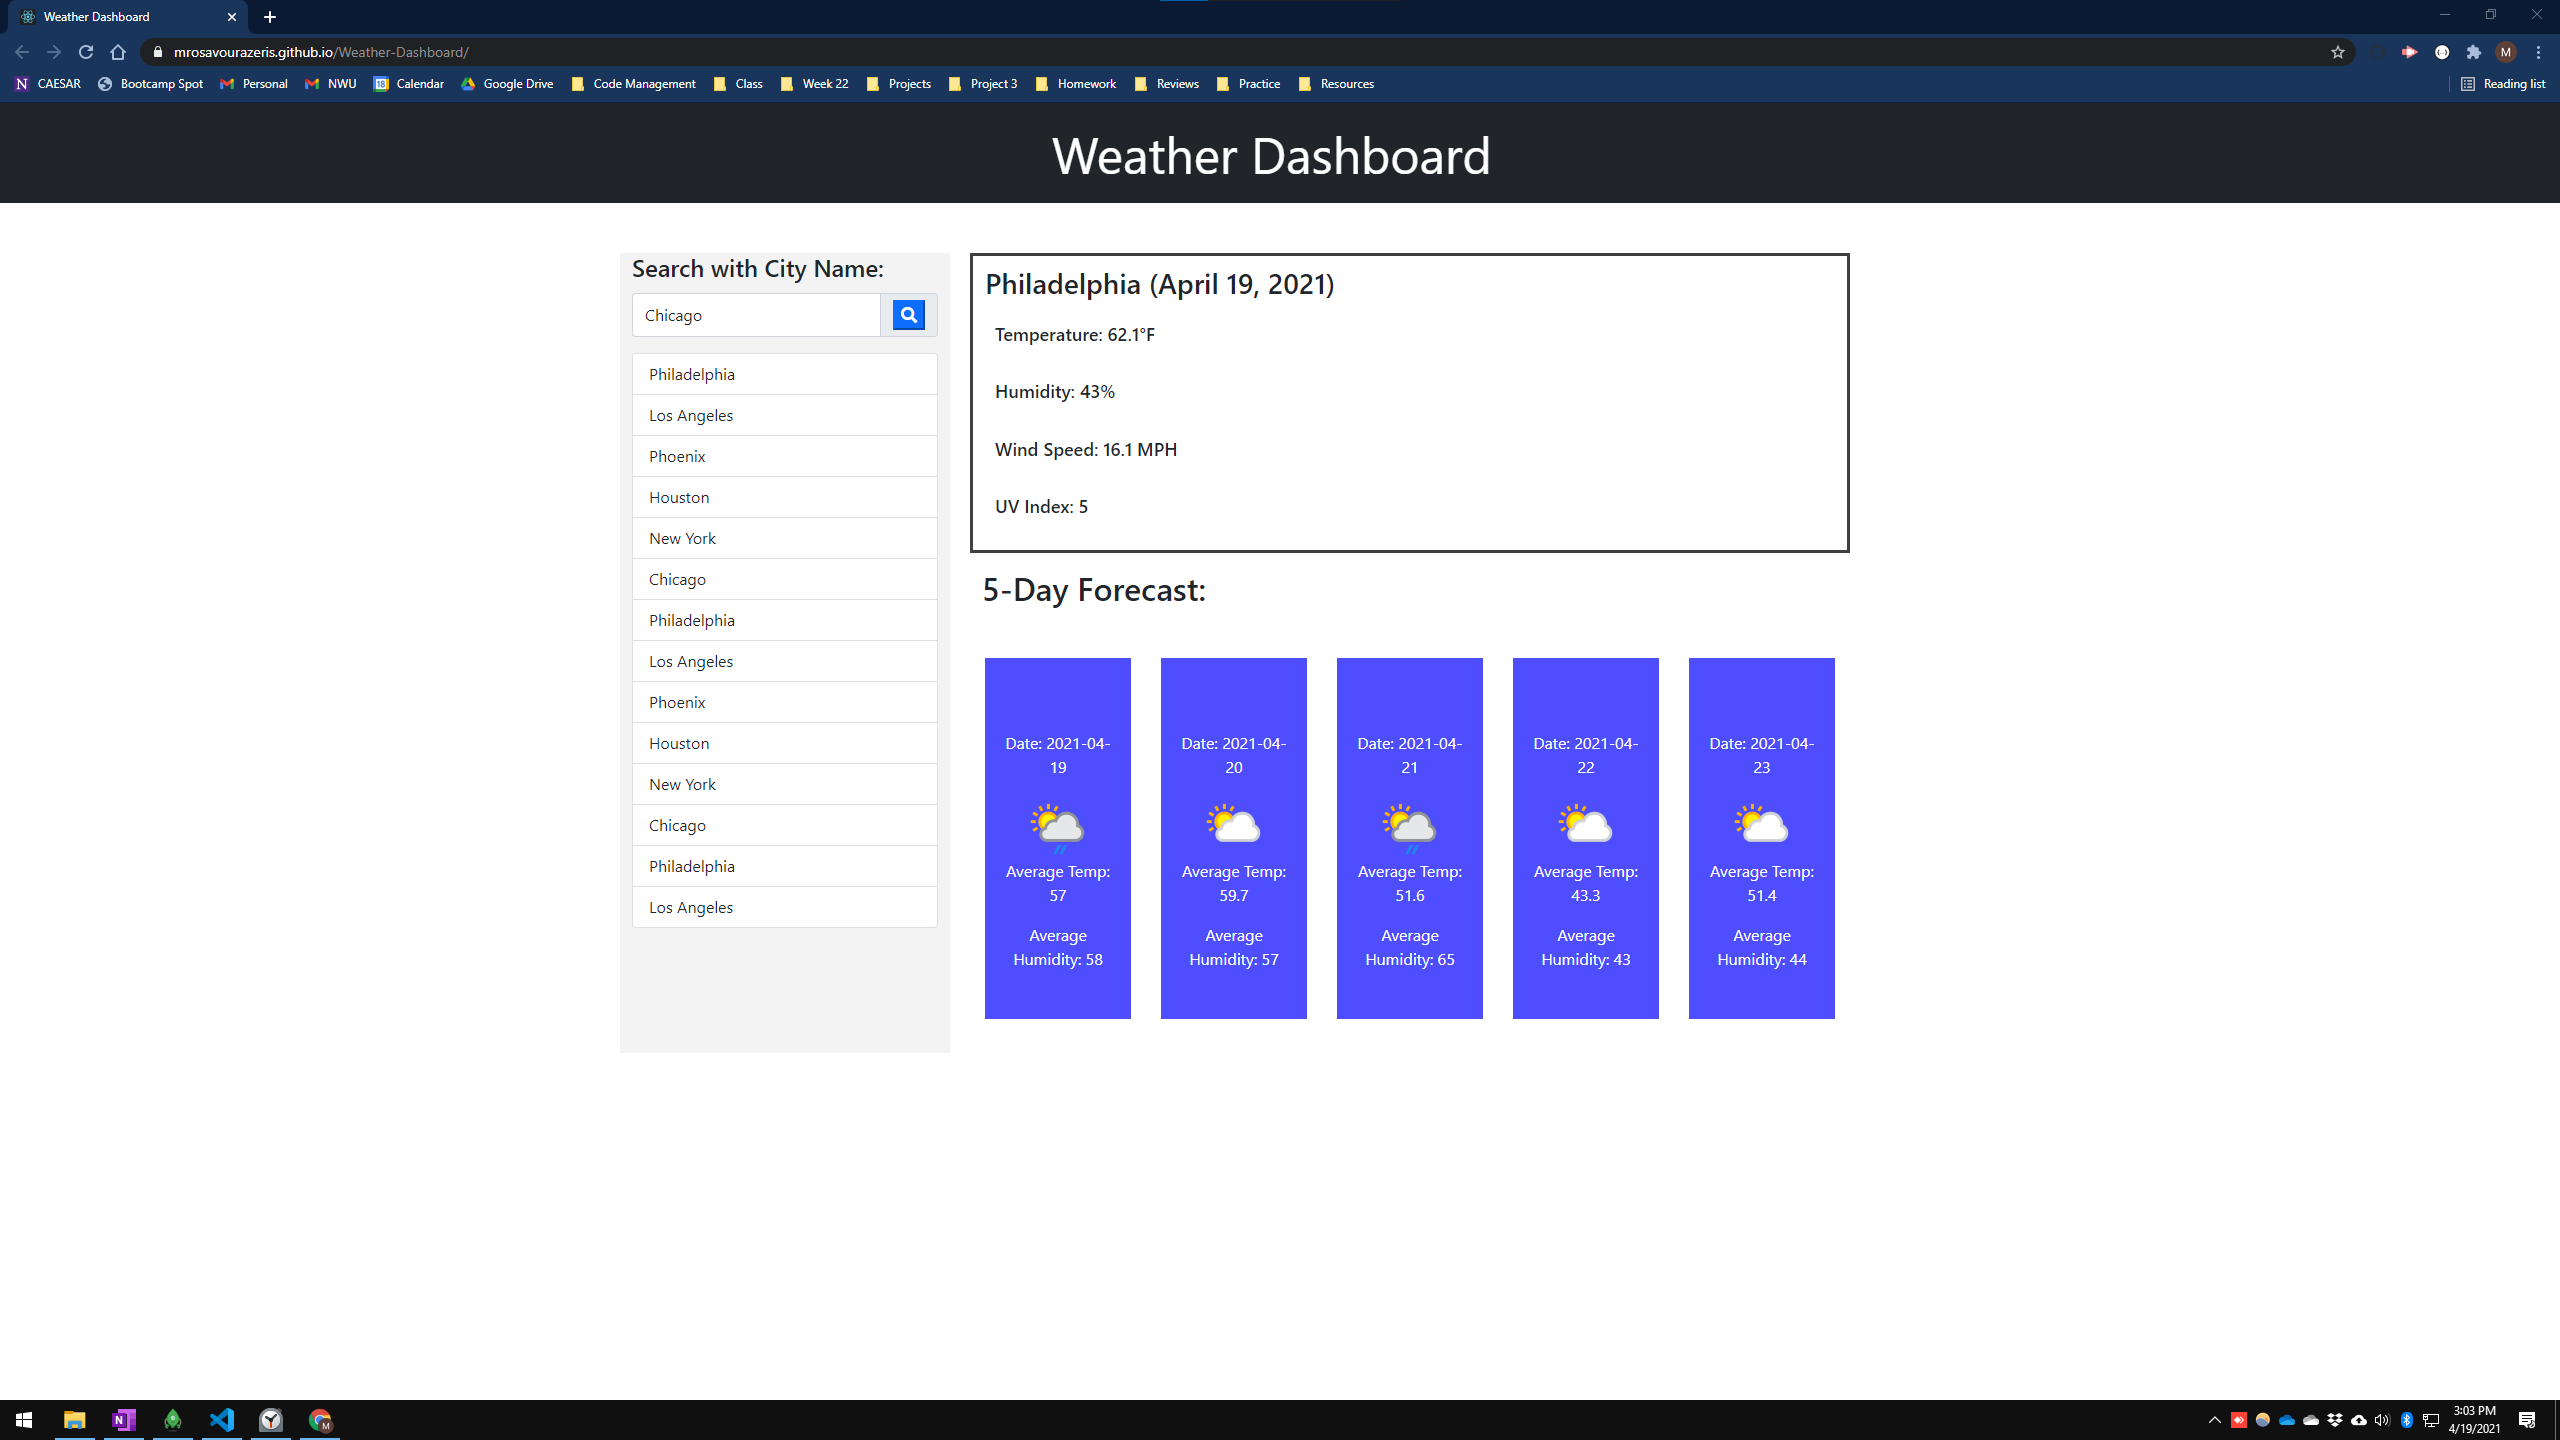 Weather Dashboard
mrosavourazeris.github.io/Weather-Dashboard/
M
N CAESAR Bootcamp Spot Personal NWU 18 Calendar Google Drive Code Management Class Week 22 Projects Project 3 Homework Reviews Practice Resources Reading list
Weather Dashboard
Search with City Name:
Chicago
Philadelphia
Los Angeles
Phoenix
Houston
New York
Chicago
Philadelphia
Los Angeles
Phoenix
Houston
New York
Chicago
Philadelphia
Los Angeles
Philadelphia (April 19, 2021)
Temperature: 62.1°F
Humidity: 43%
Wind Speed: 16.1 MPH
UV Index: 5
5-Day Forecast:
Date: 2021-04-
19
Average Temp:
57
Average
Humidity: 58
Date: 2021-04-
20
Average Temp:
59.7
Average
Humidity: 57
Date: 2021-04-
21
Average Temp:
51.6
Average
Humidity: 65
Date: 2021-04-
22
Average Temp:
43.3
Average
Humidity: 43
Date: 2021-04-
23
Average Temp:
51.4
Average
Humidity: 44
N
M
3:03 PM
4/19/2021